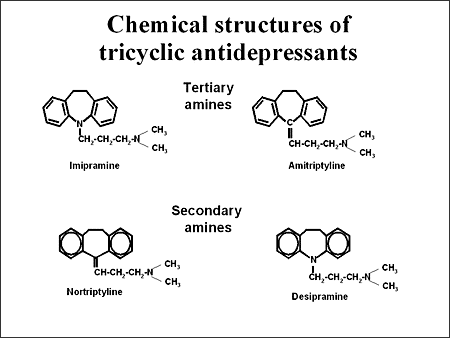 Chemical structures of
tricyclic antidepressants
Tertiary
amines
N
CH₂-CH₂-CH₂-N
CH₃
CH₃
Imipramine
C
CH-CH₂-CH₂-N
CH₃
CH₃
Amitriptyline
Secondary
amines
CH-CH₂-CH₂-N
CH₃
CH₃
Nortriptyline
N
CH₂-CH₂-CH₂-N
CH₃
CH₃
Desipramine